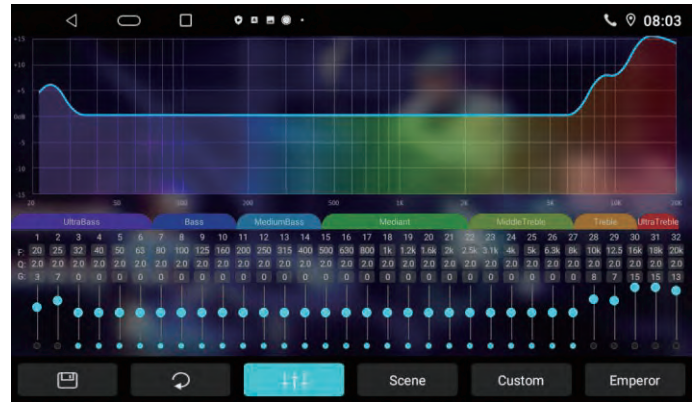 08:03
+15
+10
+5
0dB
-5
-10
-15
20 50 100 200 500 1K 2K 5K 10K 20K
UltraBass Bass MediumBass Mediant MiddleTreble Treble UltraTreble
1 2 3 4 5 6 7 8 9 10 11 12 13 14 15 16 17 18 19 20 21 22 23 24 25 26 27 28 29 30 31 32
F: 20 25 32 40 50 63 80 100 125 160 200 250 315 400 500 630 800 1k 1.2k 1.6k 2k 2.5k 3.1k 4k 5k 6.3k 8k 10k 12.5 16k 18k 20k
Q: 2.0 2.0 2.0 2.0 2.0 2.0 2.0 2.0 2.0 2.0 2.0 2.0 2.0 2.0 2.0 2.0 2.0 2.0 2.0 2.0 2.0 2.0 2.0 2.0 2.0 2.0 2.0 2.0 2.0 2.0 2.0 2.0
G: 3 7 0 0 0 0 0 0 0 0 0 0 0 0 0 0 0 0 0 0 0 0 0 0 0 0 0 8 7 15 15 13
Scene Custom Emperor